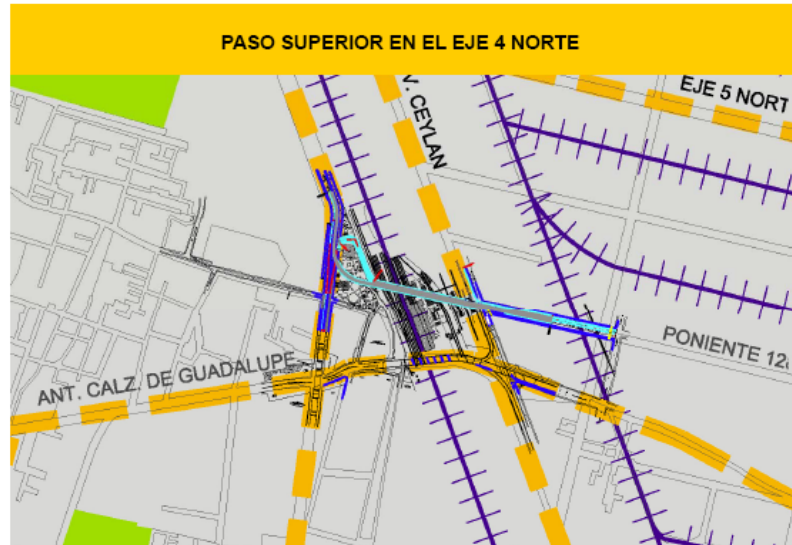 PASO SUPERIOR EN EL EJE 4 NORTE
V. CEYLAN
EJE 5 NORT
PONIENTE 12
ANT. CALZ. DE GUADALUPE